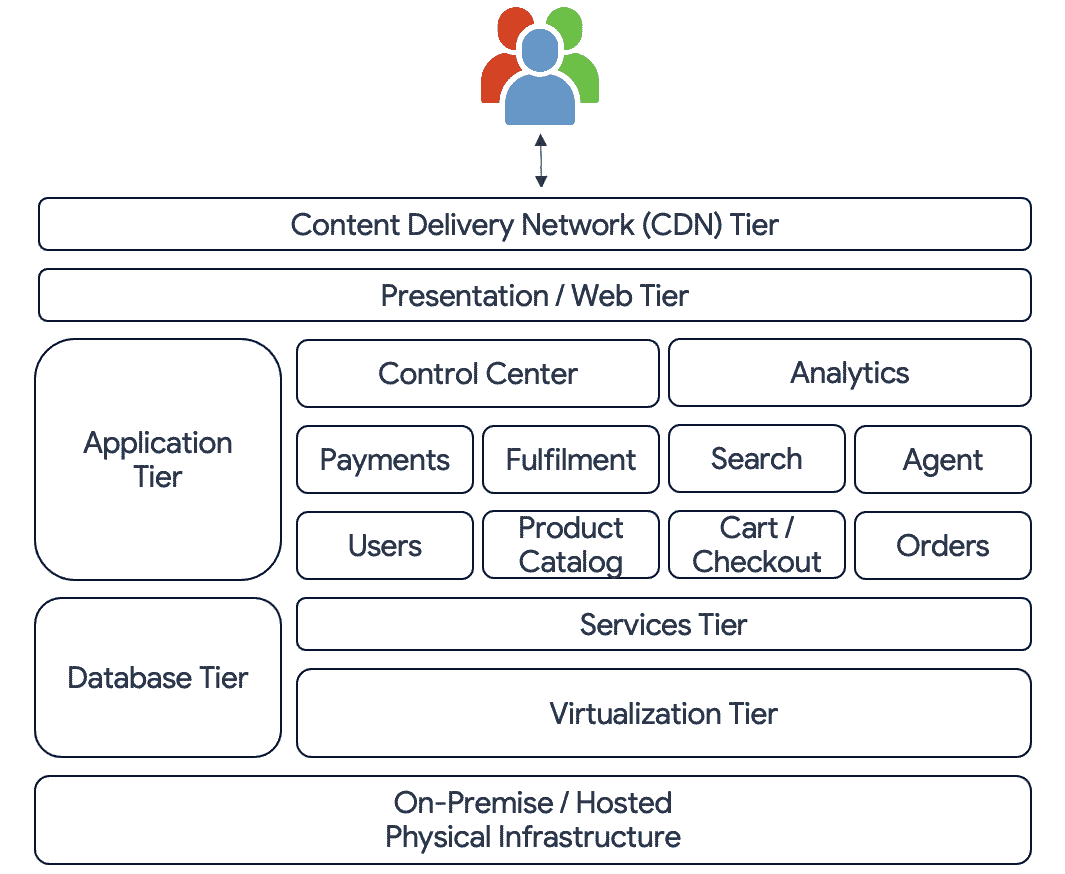 Content Delivery Network (CDN) Tier
Presentation / Web Tier
Application
Tier
Control Center
Analytics
Payments
Fulfilment
Search
Agent
Users
Product
Catalog
Cart /
Checkout
Orders
Database Tier
Services Tier
Virtualization Tier
On-Premise / Hosted
Physical Infrastructure